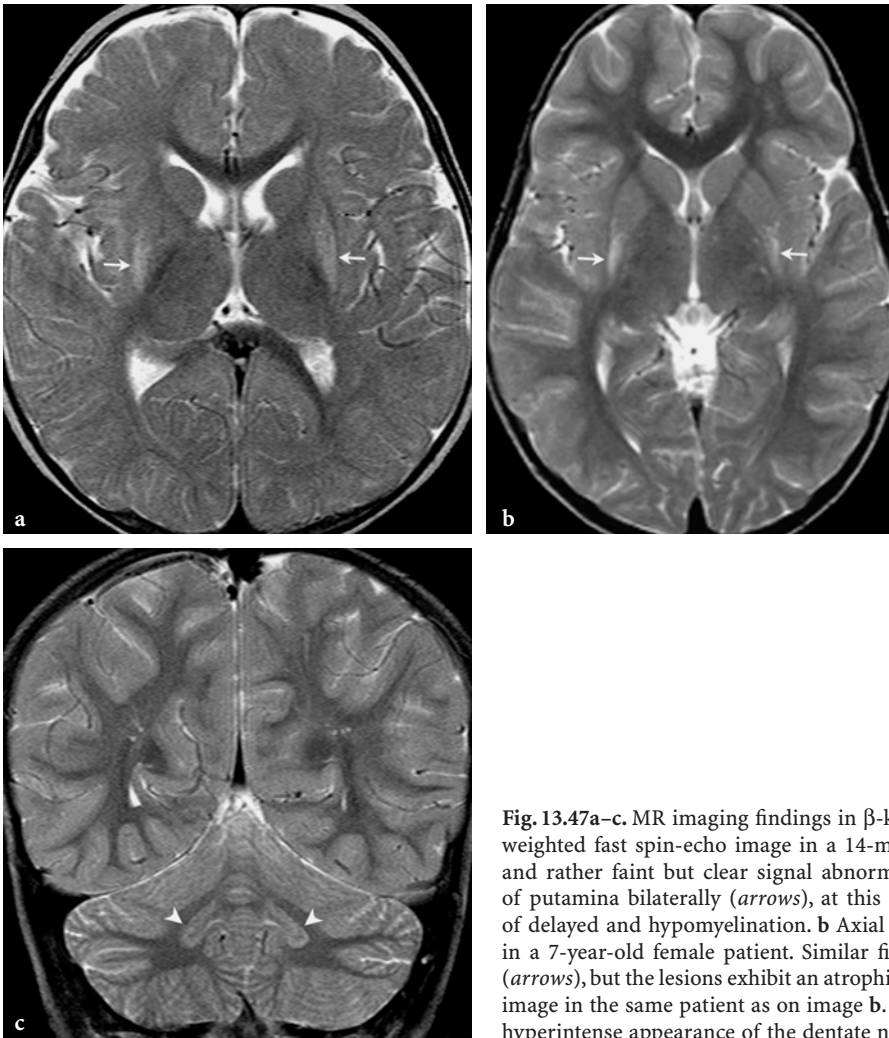 a
b
c
Fig. 13.47a–c. MR imaging findings in β-k
weighted fast spin-echo image in a 14-m
and rather faint but clear signal abnorm
of putamina bilaterally (arrows), at this
of delayed and hypomyelination. b Axial
in a 7-year-old female patient. Similar fi
(arrows), but the lesions exhibit an atrophi
image in the same patient as on image b.
hyperintense appearance of the dentate n